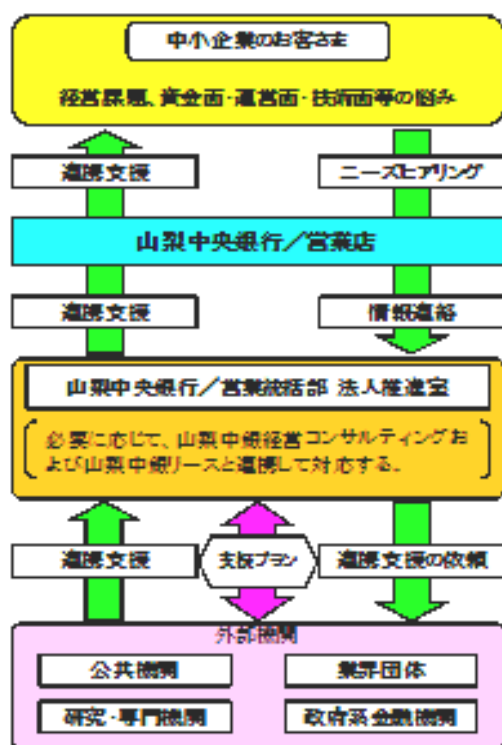 中小企業のお客さま
経営課題、資金面・運営面・技術面等の悩み
連携支援
ニーズヒアリング
山梨中央銀行／営業店
連携支援
情報連絡
山梨中央銀行／営業統括部 法人推進室
必要に応じて、山梨中銀経営コンサルティングお
よび山梨中銀リースと連携して対応する。
連携支援
支援プラン
連携支援の依頼
外部機関
公共機関
業界団体
研究・専門機関
政府系金融機関